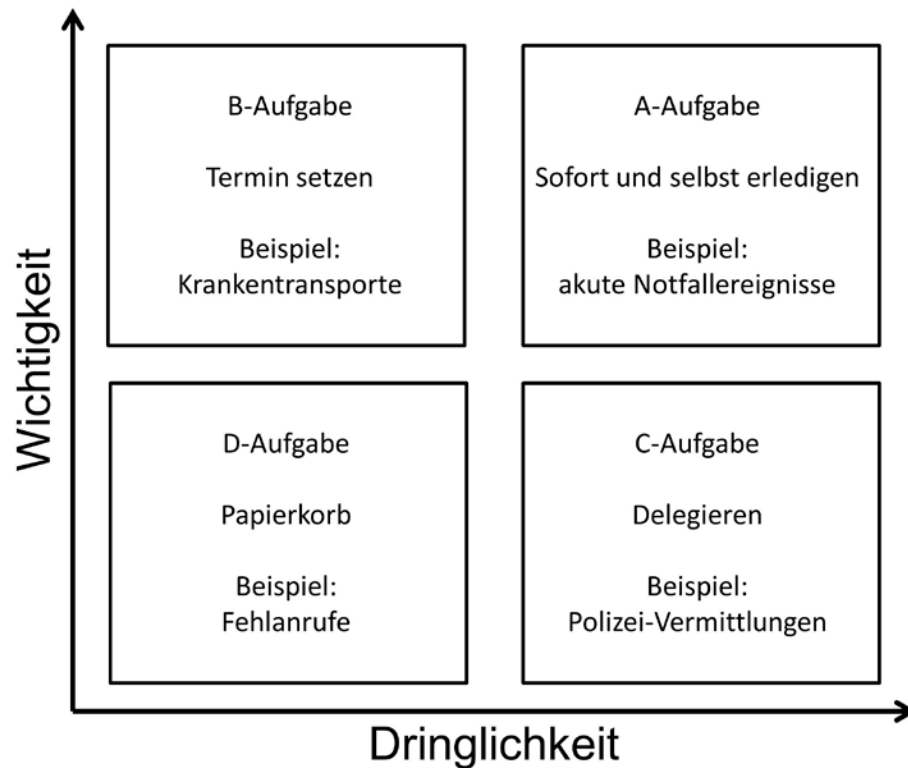 Wichtigkeit
B-Aufgabe
Termin setzen
Beispiel:
Krankentransporte
A-Aufgabe
Sofort und selbst erledigen
Beispiel:
akute Notfallereignisse
D-Aufgabe
Papierkorb
Beispiel:
Fehlanrufe
C-Aufgabe
Delegieren
Beispiel:
Polizei-Vermittlungen
Dringlichkeit